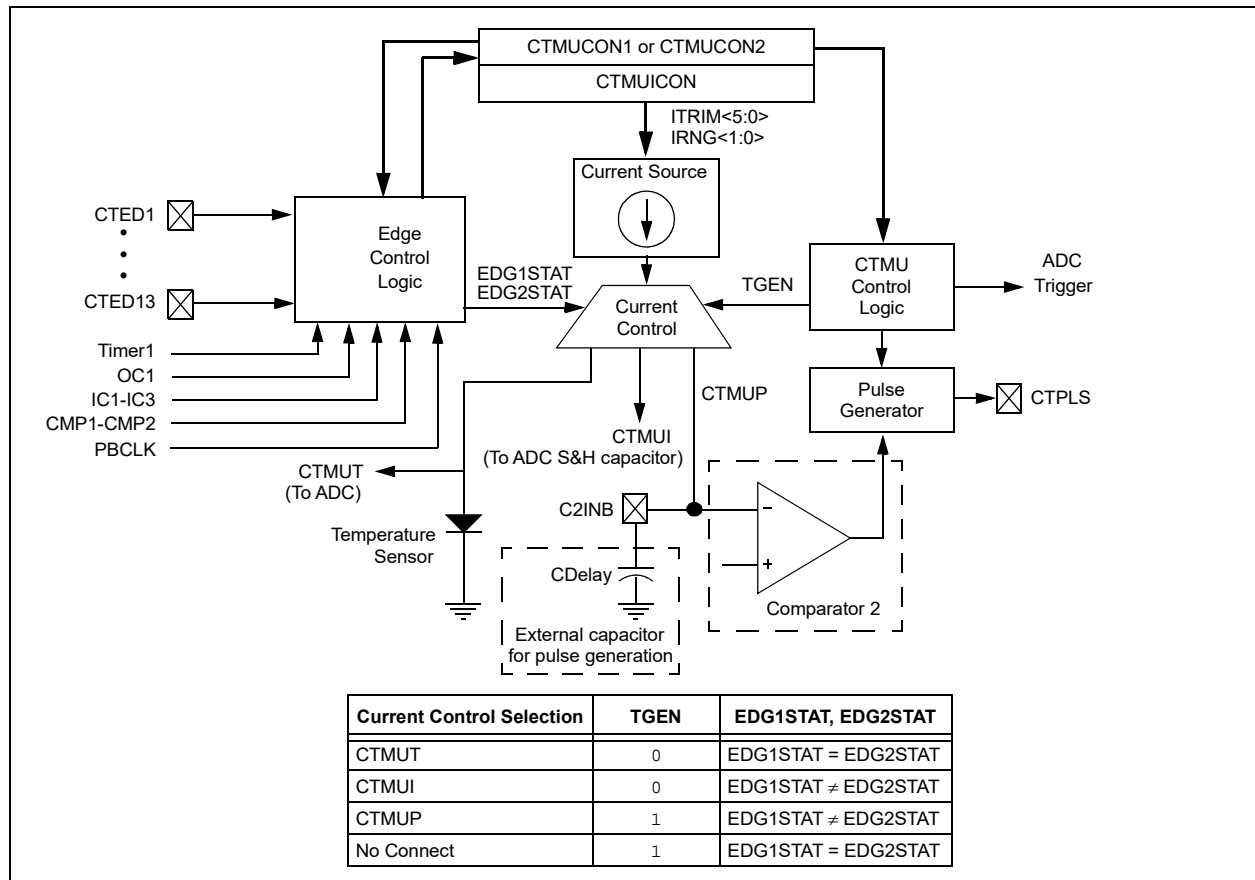 CTMUCON1 or CTMUCON2
CTMUICON
ITRIM<5:0>
IRNG<1:0>
Current Source
CTED1
CTED13
Edge
Control
Logic
EDG1STAT
EDG2STAT
Current
Control
TGEN
CTMU
Control
Logic
ADC
Trigger
Timer1
OC1
IC1-IC3
CMP1-CMP2
PBCLK
CTMUP
Pulse
Generator
CTPLS
CTMUT
(To ADC)
CTMUI
(To ADC S&H capacitor)
C2INB
Temperature
Sensor
CDelay
External capacitor
for pulse generation
−
+
Comparator 2
Current Control Selection TGEN EDG1STAT, EDG2STAT
CTMUT 0 EDG1STAT = EDG2STAT
CTMUI 0 EDG1STAT ≠ EDG2STAT
CTMUP 1 EDG1STAT ≠ EDG2STAT
No Connect 1 EDG1STAT = EDG2STAT